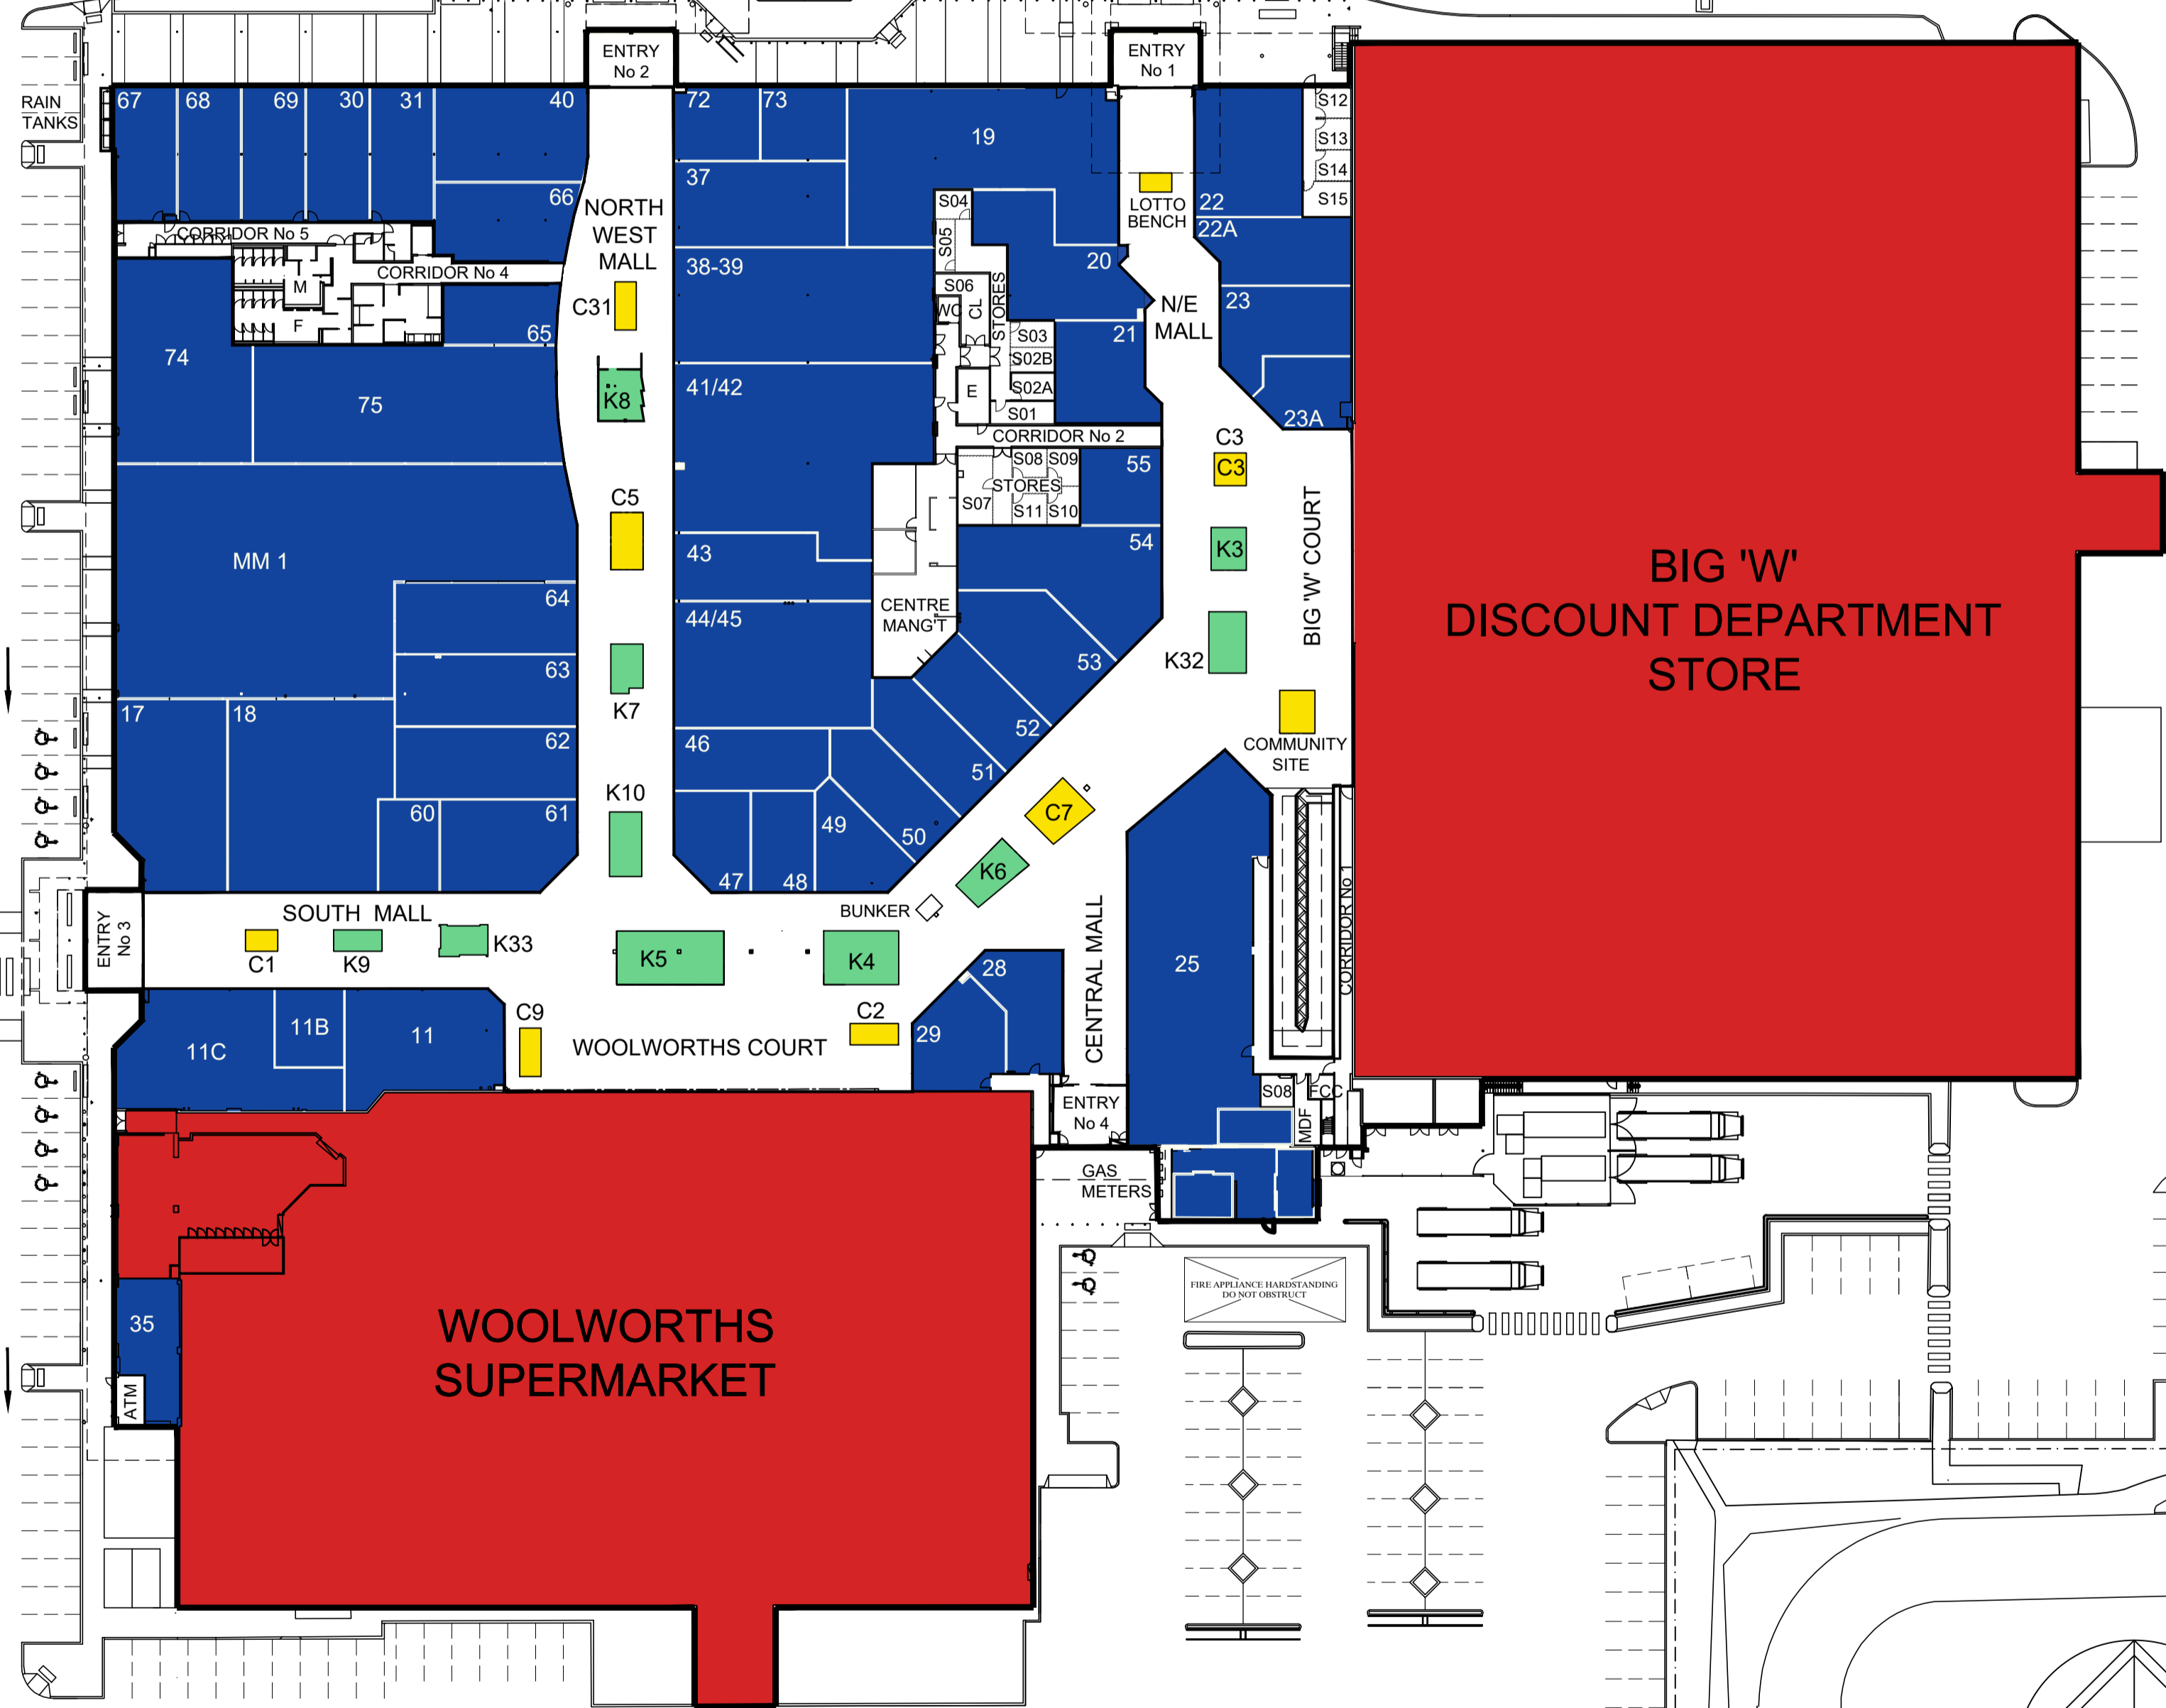 ENTRY
No 2
ENTRY
No 1
RAIN
TANKS
67
68
69
30
31
40
72
73
19
S12
S13
S14
S15
37
66
NORTH
WEST
MALL
S04
S05
LOTTO
BENCH
22
22A
CORRIDOR No 5
CORRIDOR No 4
M
F
38-39
S06
WC
CL
STORES
20
N/E
MALL
23
C31
65
74
75
21
S03
S02B
S02A
S01
E
K8
41/42
23A
CORRIDOR No 2
C3
C3
55
S08
S09
STORES
S07
S11
S10
C5
MM 1
43
54
K3
BIG 'W' COURT
BIG 'W'
DISCOUNT DEPARTMENT
STORE
64
44/45
CENTRE
MANG'T
63
53
K32
K7
17
18
62
46
52
51
COMMUNITY
SITE
K10
60
61
49
50
C7
47
48
K6
BUNKER
CORRIDOR No 1
ENTRY
No 3
SOUTH MALL
C1
K9
K33
K5
K4
28
CENTRAL MALL
25
11C
11B
11
C9
C2
29
WOOLWORTHS COURT
ENTRY
No 4
S08
FCC
MDF
GAS
METERS
FIRE APPLIANCE HARDSTANDING
DO NOT OBSTRUCT
35
ATM
WOOLWORTHS
SUPERMARKET